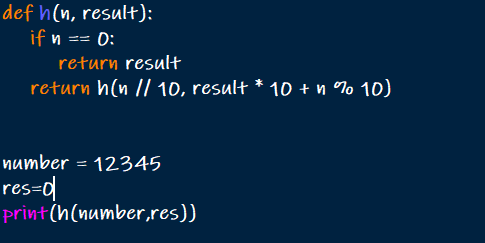 def h(n, result):
    if n == 0:
        return result
    return h(n // 10, result * 10 + n % 10)
number = 12345
res=0
print(h(number,res))